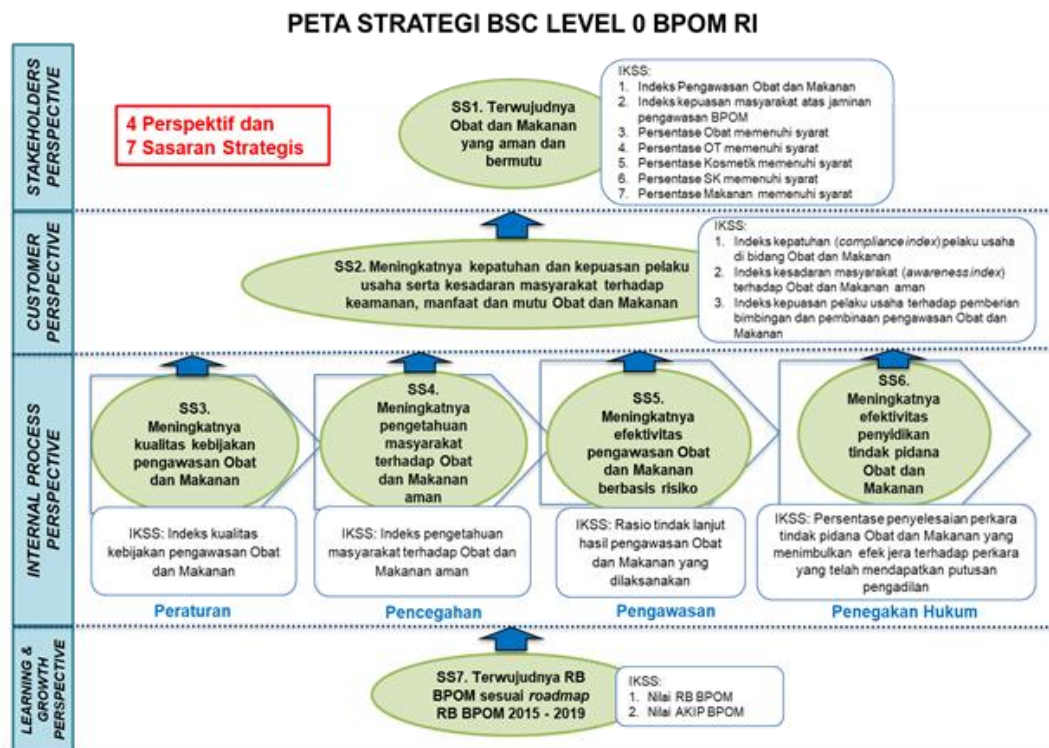 PETA STRATEGI BSC LEVEL 0 BPOM RI
STAKEHOLDERS
PERSPECTIVE
4 Perspektif dan
7 Sasaran Strategis
SS1. Terwujudnya
Obat dan Makanan
yang aman dan
bermutu
IKSS:
1. Indeks Pengawasan Obat dan Makanan
2. Indeks kepuasan masyarakat atas jaminan
pengawasan BPOM
3. Persentase Obat memenuhi syarat
4. Persentase OT memenuhi syarat
5. Persentase Kosmetik memenuhi syarat
6. Persentase SK memenuhi syarat
7. Persentase Makanan memenuhi syarat
CUSTOMER
PERSPECTIVE
SS2. Meningkatnya kepatuhan dan kepuasan pelaku
usaha serta kesadaran masyarakat terhadap
keamanan, manfaat dan mutu Obat dan Makanan
IKSS:
1. Indeks kepatuhan (compliance index) pelaku usaha
di bidang Obat dan Makanan
2. Indeks kesadaran masyarakat (awareness index)
terhadap Obat dan Makanan aman
3. Indeks kepuasan pelaku usaha terhadap pemberian
bimbingan dan pembinaan pengawasan Obat dan
Makanan
INTERNAL PROCESS
PERSPECTIVE
SS3.
Meningkatnya
kualitas kebijakan
pengawasan Obat
dan Makanan
IKSS: Indeks kualitas
kebijakan pengawasan Obat
dan Makanan
Peraturan
SS4.
Meningkatnya
pengetahuan
masyarakat
terhadap Obat
dan Makanan
aman
IKSS: Indeks pengetahuan
masyarakat terhadap Obat dan
Makanan aman
Pencegahan
SS5.
Meningkatnya
efektivitas
pengawasan Obat
dan Makanan
berbasis risiko
IKSS: Rasio tindak lanjut
hasil pengawasan Obat
dan Makanan yang
dilaksanakan
Pengawasan
SS6.
Meningkatnya
efektivitas
penyidikan
tindak pidana
Obat dan
Makanan
IKSS: Persentase penyelesaian perkara
tindak pidana Obat dan Makanan yang
menimbulkan efek jera terhadap perkara
yang telah mendapatkan putusan
pengadilan
Penegakan Hukum
LEARNING &
GROWTH
PERSPECTIVE
SS7. Terwujudnya RB
BPOM sesuai roadmap
RB BPOM 2015 - 2019
IKSS:
1. Nilai RB BPOM
2. Nilai AKIP BPOM